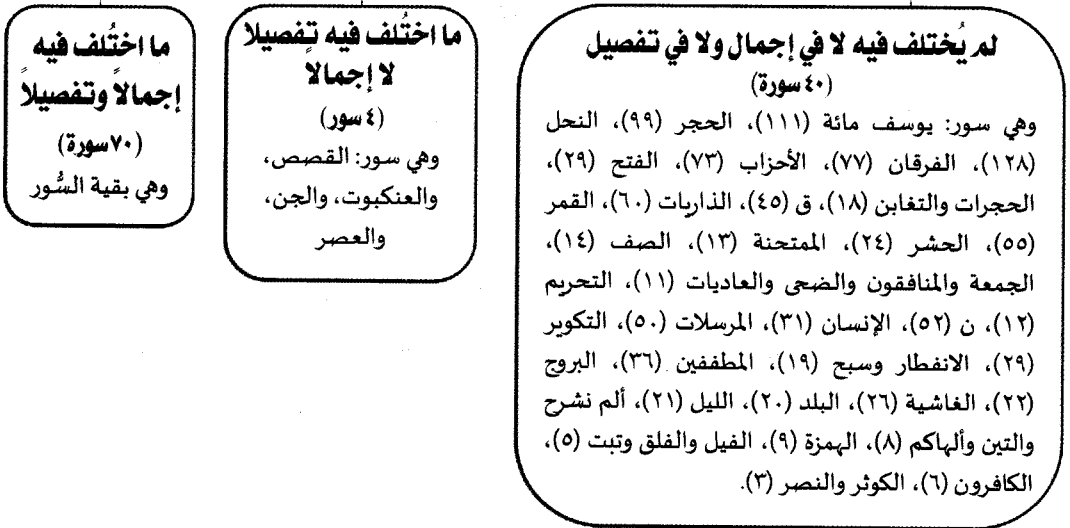 لم يُختلف فيه لا في إجمال ولا في تفصيل
(٤٠ سورة)
وهي سور: يوسف مائة (١١١)، الحجر (٩٩)، النحل
(١٢٨)، الفرقان (٧٧)، الأحزاب (٧٣)، الفتح (٢٩)،
الحجرات والتغابن (١٨)، ق (٤٥)، الذاريات (٦٠)، القمر
(٥٥)، الحشر (٢٤)، الممتحنة (١٣)، الصف (١٤)،
الجمعة والمنافقون والضحى والعاديات (١١)، التحريم
(١٢)، ن (٥٢)، الإنسان (٣١)، المرسلات (٥٠)، التكوير
(٢٩)، الانفطار وسبح (١٩)، المطففين (٣٦)، البروج
(٢٢)، الغاشية (٢٦)، البلد (٢٠)، الليل (٢١)، ألم نشرح
والتين وألهاكم (٨)، الهمزة (٩)، الفيل والفلق وتبت (٥)،
الكافرون (٦)، الكوثر والنصر (٣).
ما اختُلف فيه تفصيلا
لا إجمالاً
(٤ سور)
وهي سور: القصص،
والعنكبوت، والجن،
والعصر
ما اختُلف فيه
إجمالاً وتفصيلاً
(٧٠ سورة)
وهي بقية السُّور